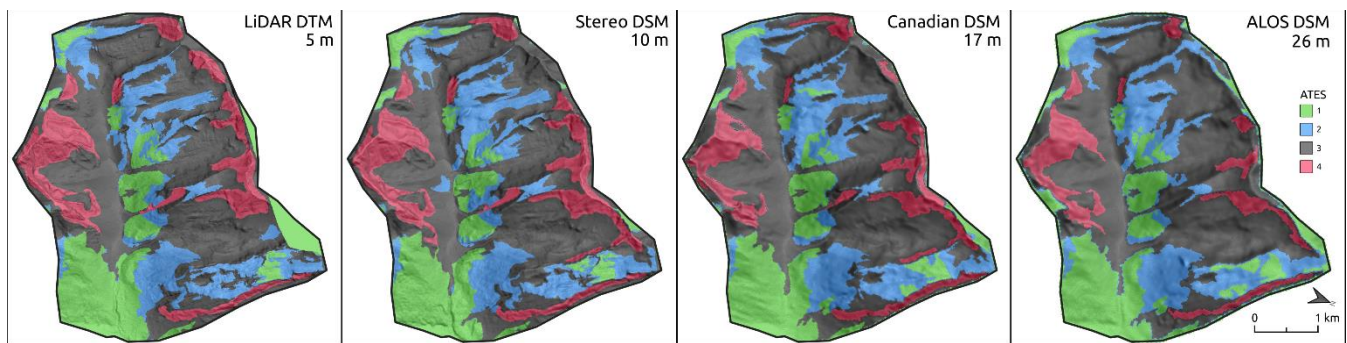 LiDAR DTM
5 m
Stereo DSM
10 m
Canadian DSM
17 m
ALOS DSM
26 m
ATES
1
2
3
4
0 1 km